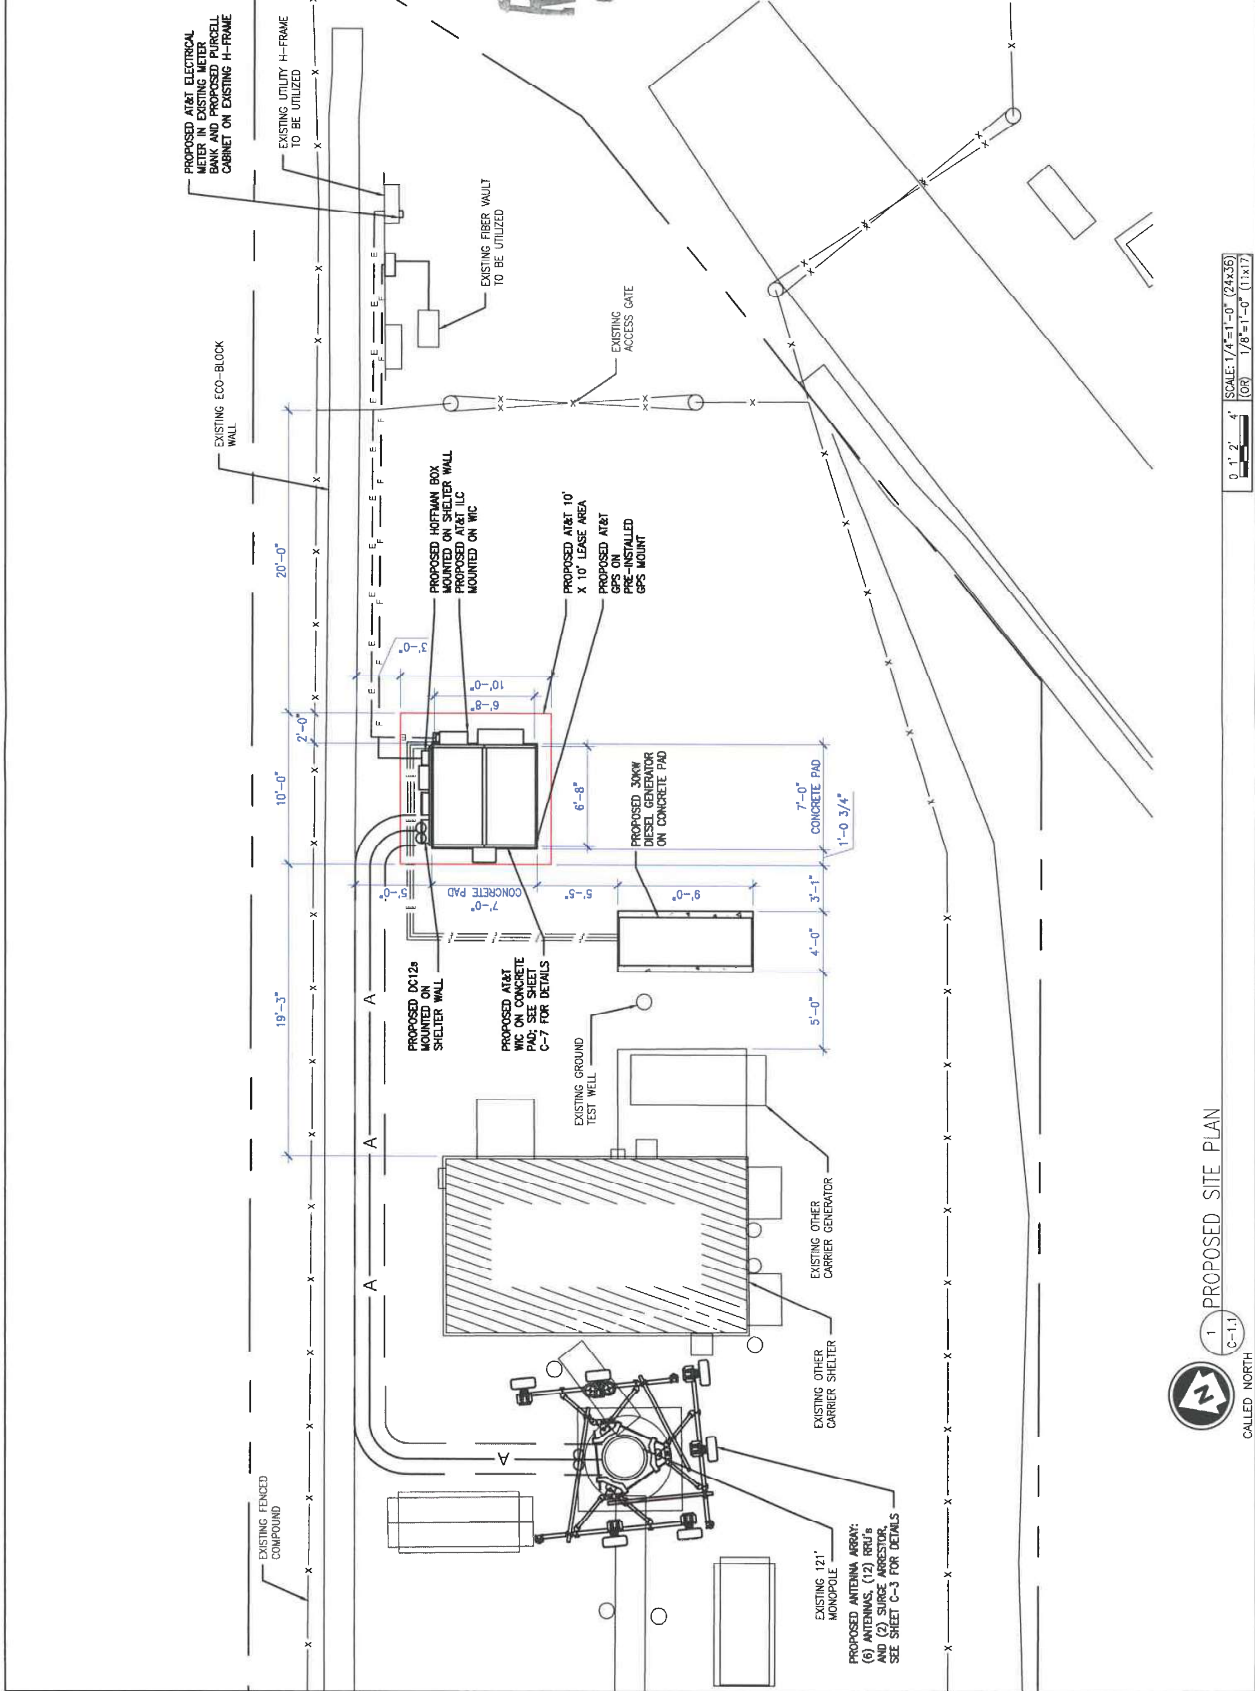 PROPOSED AT&T ELECTRICAL
METER IN EXISTING METER
BANK AND PROPOSED PURCELL
CABINET ON EXISTING H-FRAME
EXISTING UTILITY H-FRAME
TO BE UTILIZED
EXISTING FIBER VAULT
TO BE UTILIZED
EXISTING ECO-BLOCK
WALL
EXISTING
ACCESS GATE
20'-0"
PROPOSED HOFFMAN BOX
MOUNTED ON SHELTER WALL
PROPOSED AT&T ILC
MOUNTED ON WIC
PROPOSED AT&T 10'
X 10' LEASE AREA
PROPOSED AT&T
GPS ON
PRE-INSTALLED
GPS MOUNT
3'-0"
10'-0"
6'-8"
2'-0"
10'-0"
6'-8"
7'-0"
CONCRETE PAD
1'-0 3/4"
PROPOSED 30KW
DIESEL GENERATOR
ON CONCRETE PAD
5'-0"
7'-0"
CONCRETE PAD
5'-5"
9'-0"
3'-1"
4'-0"
5'-0"
19'-3"
PROPOSED DC12s
MOUNTED ON
SHELTER WALL
PROPOSED AT&T
WIC ON CONCRETE
PAD; SEE SHEET
C-7 FOR DETAILS
EXISTING GROUND
TEST WELL
A
A
A
A
EXISTING OTHER
CARRIER GENERATOR
EXISTING OTHER
CARRIER SHELTER
EXISTING FENCED
COMPOUND
EXISTING 121'
MONOPOLE
PROPOSED ANTENNA ARRAY:
(6) ANTENNAS, (12) RRU's
AND (2) SURGE ARRESTOR,
SEE SHEET C-3 FOR DETAILS
N
CALLED NORTH
1
C-1.1
PROPOSED SITE PLAN
0 1' 2' 4'
SCALE: 1/4"=1'-0" (24x36)
(OR) 1/8"=1'-0" (11x17)